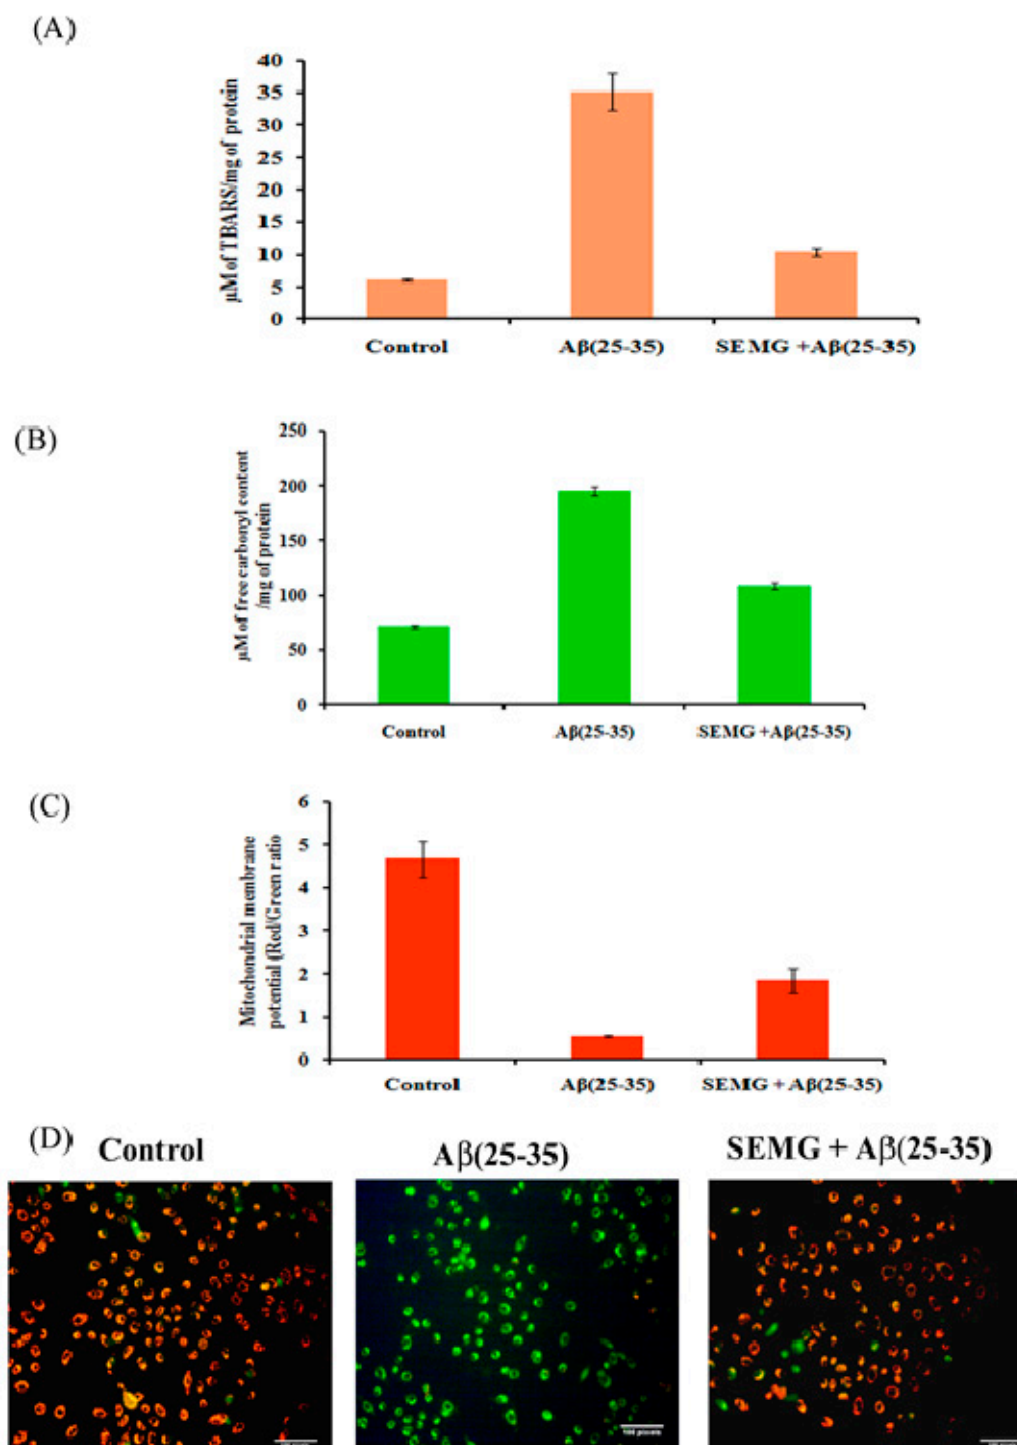 (A)
µM of TBARS/mg of protein
40
35
30
25
20
15
10
5
0
Control
Aβ(25-35)
SEMG +Aβ(25-35)
(B)
µM of free carbonyl content
/mg of protein
250
200
150
100
50
0
Control
Aβ(25-35)
SEMG +Aβ(25-35)
(C)
Mitochondrial membrane
potential (Red/Green ratio
6
5
4
3
2
1
0
Control
Aβ(25-35)
SEMG + Aβ(25-35)
(D)
Control
Aβ(25-35)
SEMG + Aβ(25-35)
100 pixels